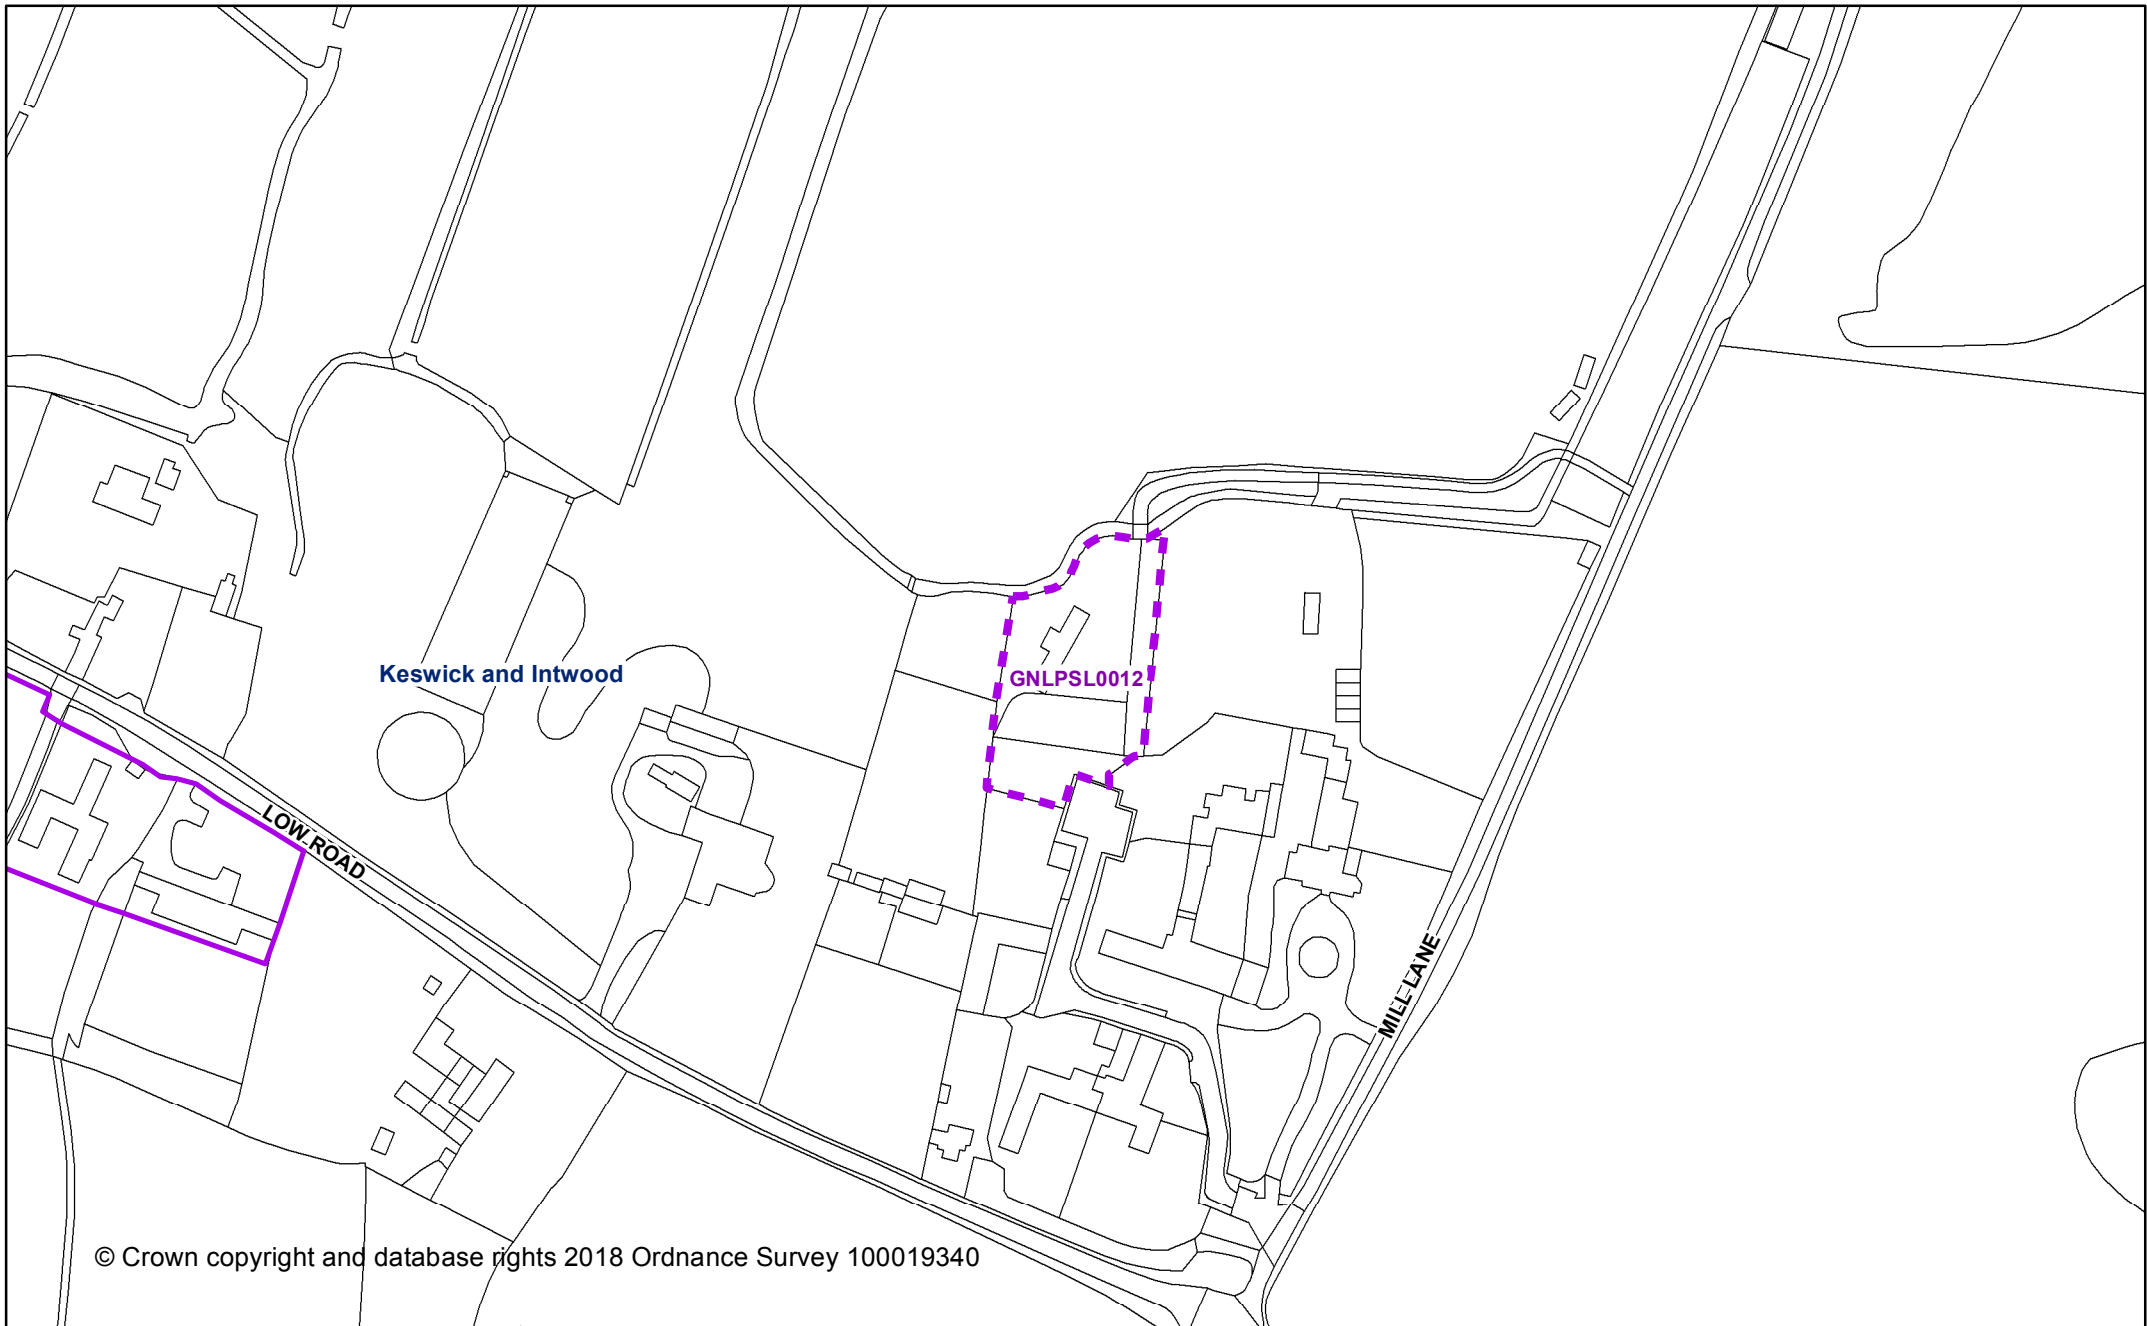 Keswick and Intwood
GNLPSL0012
LOW ROAD
MILL LANE
© Crown copyright and database rights 2018 Ordnance Survey 100019340